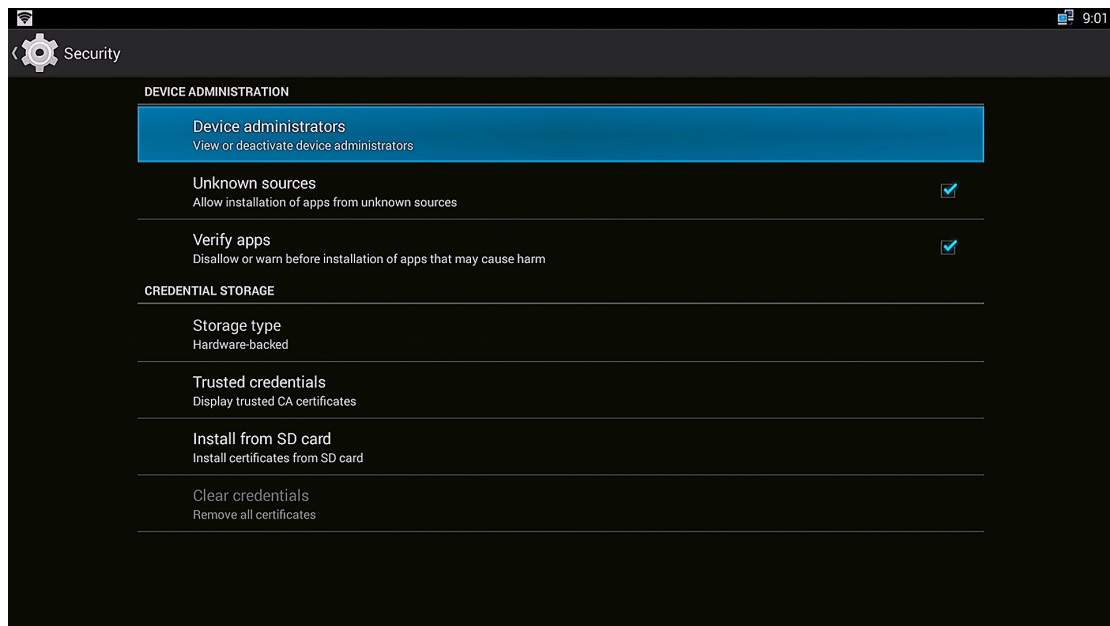 9:01
Security
DEVICE ADMINISTRATION
Device administrators
View or deactivate device administrators
Unknown sources
Allow installation of apps from unknown sources
Verify apps
Disallow or warn before installation of apps that may cause harm
CREDENTIAL STORAGE
Storage type
Hardware-backed
Trusted credentials
Display trusted CA certificates
Install from SD card
Install certificates from SD card
Clear credentials
Remove all certificates